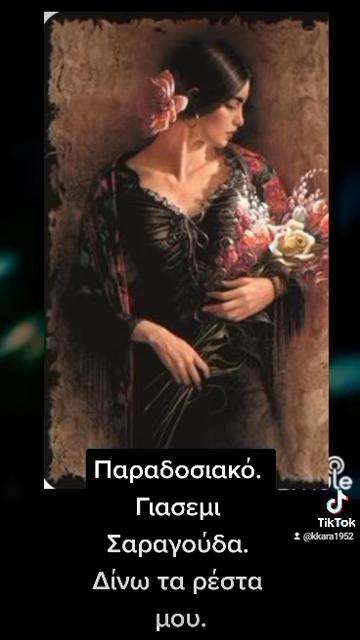 Παραδοσιακό.
Γιασεμι
Σαραγούδα.
Δίνω τα ρέστα
μου.
TikTok
@kkara1952